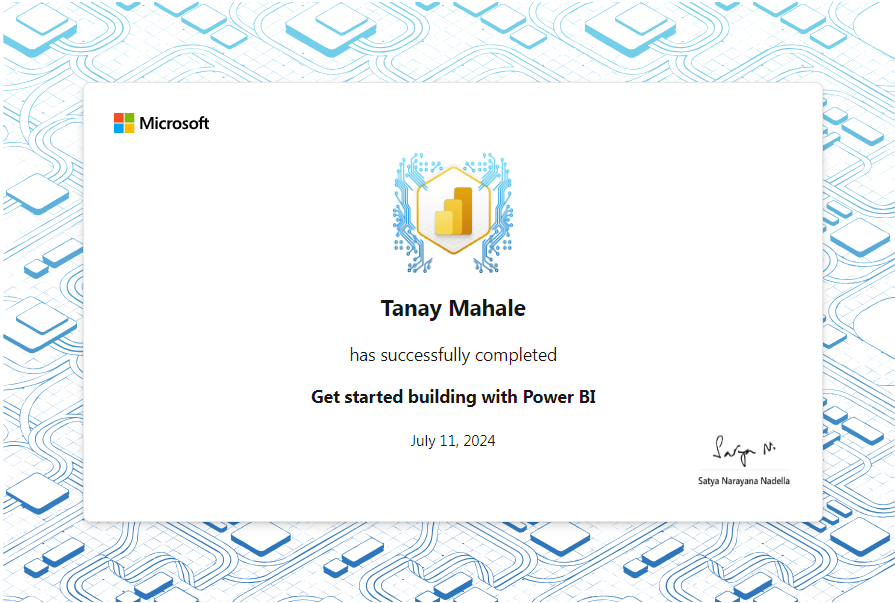 Microsoft
Tanay Mahale
has successfully completed
Get started building with Power BI
July 11, 2024
Satya N.
Satya Narayana Nadella